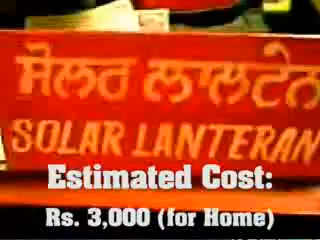 ਸੋਲਰ ਲਾਲਟੇਨ
SOLAR LANTERAN
Estimated Cost:
Rs. 3,000 (for Home)